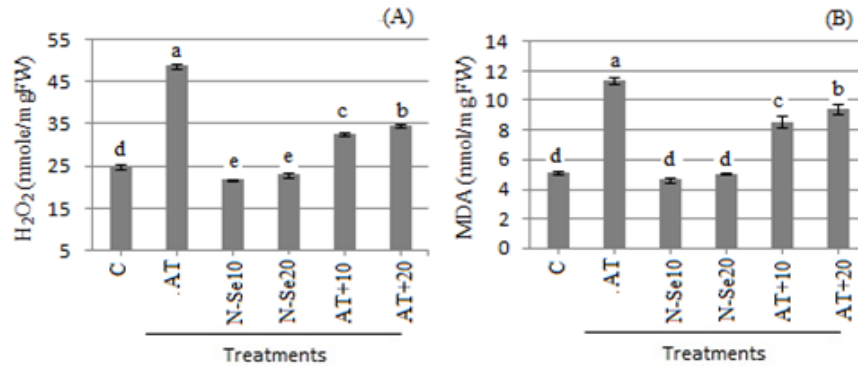 (A)
H₂O₂ (nmole/mgFW)
55
45
35
25
15
5
d
a
e
e
c
b
C
.AT
N-Se10
N-Se20
AT+10
AT+20
Treatments
(B)
MDA (nmol/mgFW)
14
12
10
8
6
4
2
0
d
a
d
d
c
b
C
AT
N-Se10
N-Se20
AT+10
AT+20
Treatments